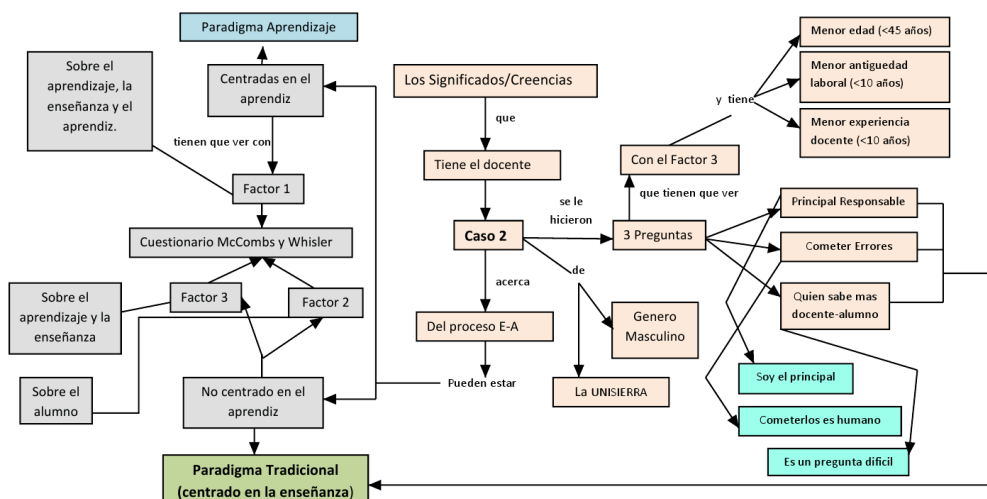 Paradigma Aprendizaje
Sobre el
aprendizaje, la
enseñanza y el
aprendiz.
Centradas en el
aprendiz
tienen que ver con
Factor 1
Cuestionario McCombs y Whisler
Factor 3
Factor 2
Sobre el
aprendizaje y la
enseñanza
Sobre el
alumno
No centrado en el
aprendiz
Paradigma Tradicional
(centrado en la enseñanza)
Los Significados/Creencias
que
Tiene el docente
Caso 2
acerca
Del proceso E-A
Pueden estar
se le
hicieron
de
Genero
Masculino
La UNISIERRA
3 Preguntas
que tienen que ver
Con el Factor 3
y tiene
Menor edad (<45 años)
Menor antiguedad
laboral (<10 años)
Menor experiencia
docente (<10 años)
Principal Responsable
Cometer Errores
Quien sabe mas
docente-alumno
Soy el principal
Cometerlos es humano
Es un pregunta dificil